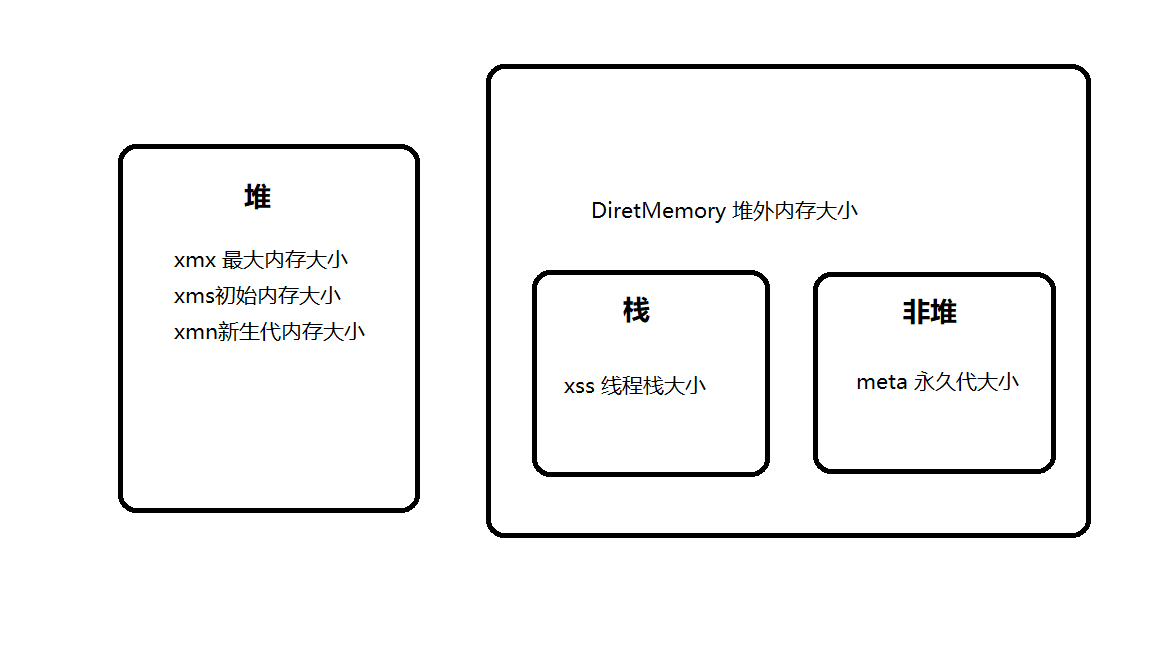 堆
xmx 最大内存大小
xms初始内存大小
xmn新生代内存大小
DiretMemory 堆外内存大小
栈
xss 线程栈大小
非堆
meta 永久代大小